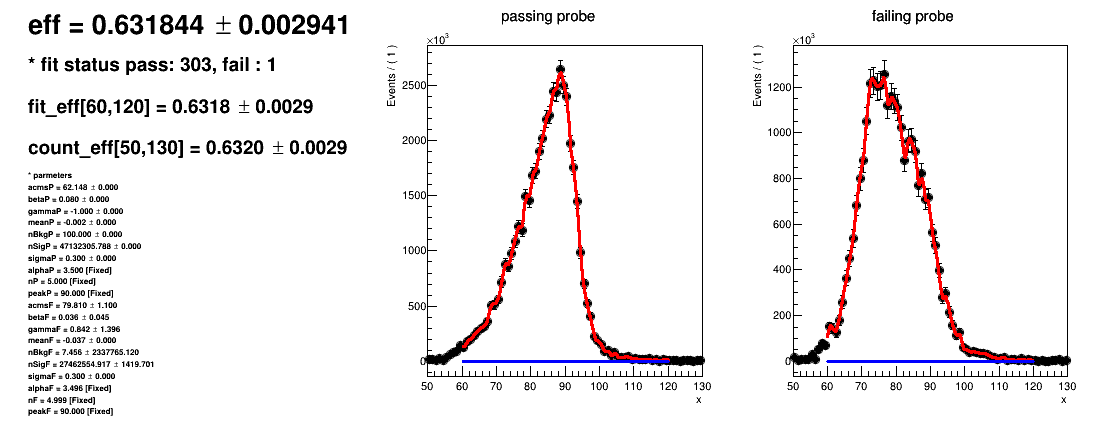 eff = 0.631844 ± 0.002941
* fit status pass: 303, fail : 1
fit_eff[60,120] = 0.6318 ± 0.0029
count_eff[50,130] = 0.6320 ± 0.0029
* parmeters
acmsP = 62.148 ± 0.000
betaP = 0.080 ± 0.000
gammaP = -1.000 ± 0.000
meanP = -0.002 ± 0.000
nBkgP = 100.000 ± 0.000
nSigP = 47132305.788 ± 0.000
sigmaP = 0.300 ± 0.000
alphaP = 3.500 [Fixed]
nP = 5.000 [Fixed]
peakP = 90.000 [Fixed]
acmsF = 79.810 ± 1.100
betaF = 0.036 ± 0.045
gammaF = 0.842 ± 1.396
meanF = -0.037 ± 0.000
nBkgF = 7.456 ± 2337765.120
nSigF = 27462554.917 ± 1419.701
sigmaF = 0.300 ± 0.000
alphaF = 3.496 [Fixed]
nF = 4.999 [Fixed]
peakF = 90.000 [Fixed]
passing probe
×10³
Events / ( 1 )
2500
2000
1500
1000
500
0
50 60 70 80 90 100 110 120 130
x
failing probe
×10³
Events / ( 1 )
1200
1000
800
600
400
200
0
50 60 70 80 90 100 110 120 130
x